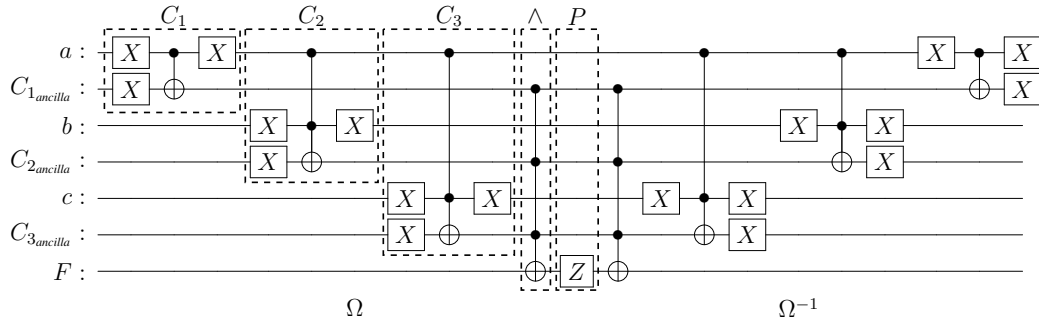 C₁ C₂ C₃ ∧ P
a : X X X X
C₁ₐₙcᵢₗₗₐ : X X
b : X X X X
C₂ₐₙcᵢₗₗₐ : X X
c : X X X X
C₃ₐₙcᵢₗₗₐ : X X
F : Z
Ω Ω⁻¹